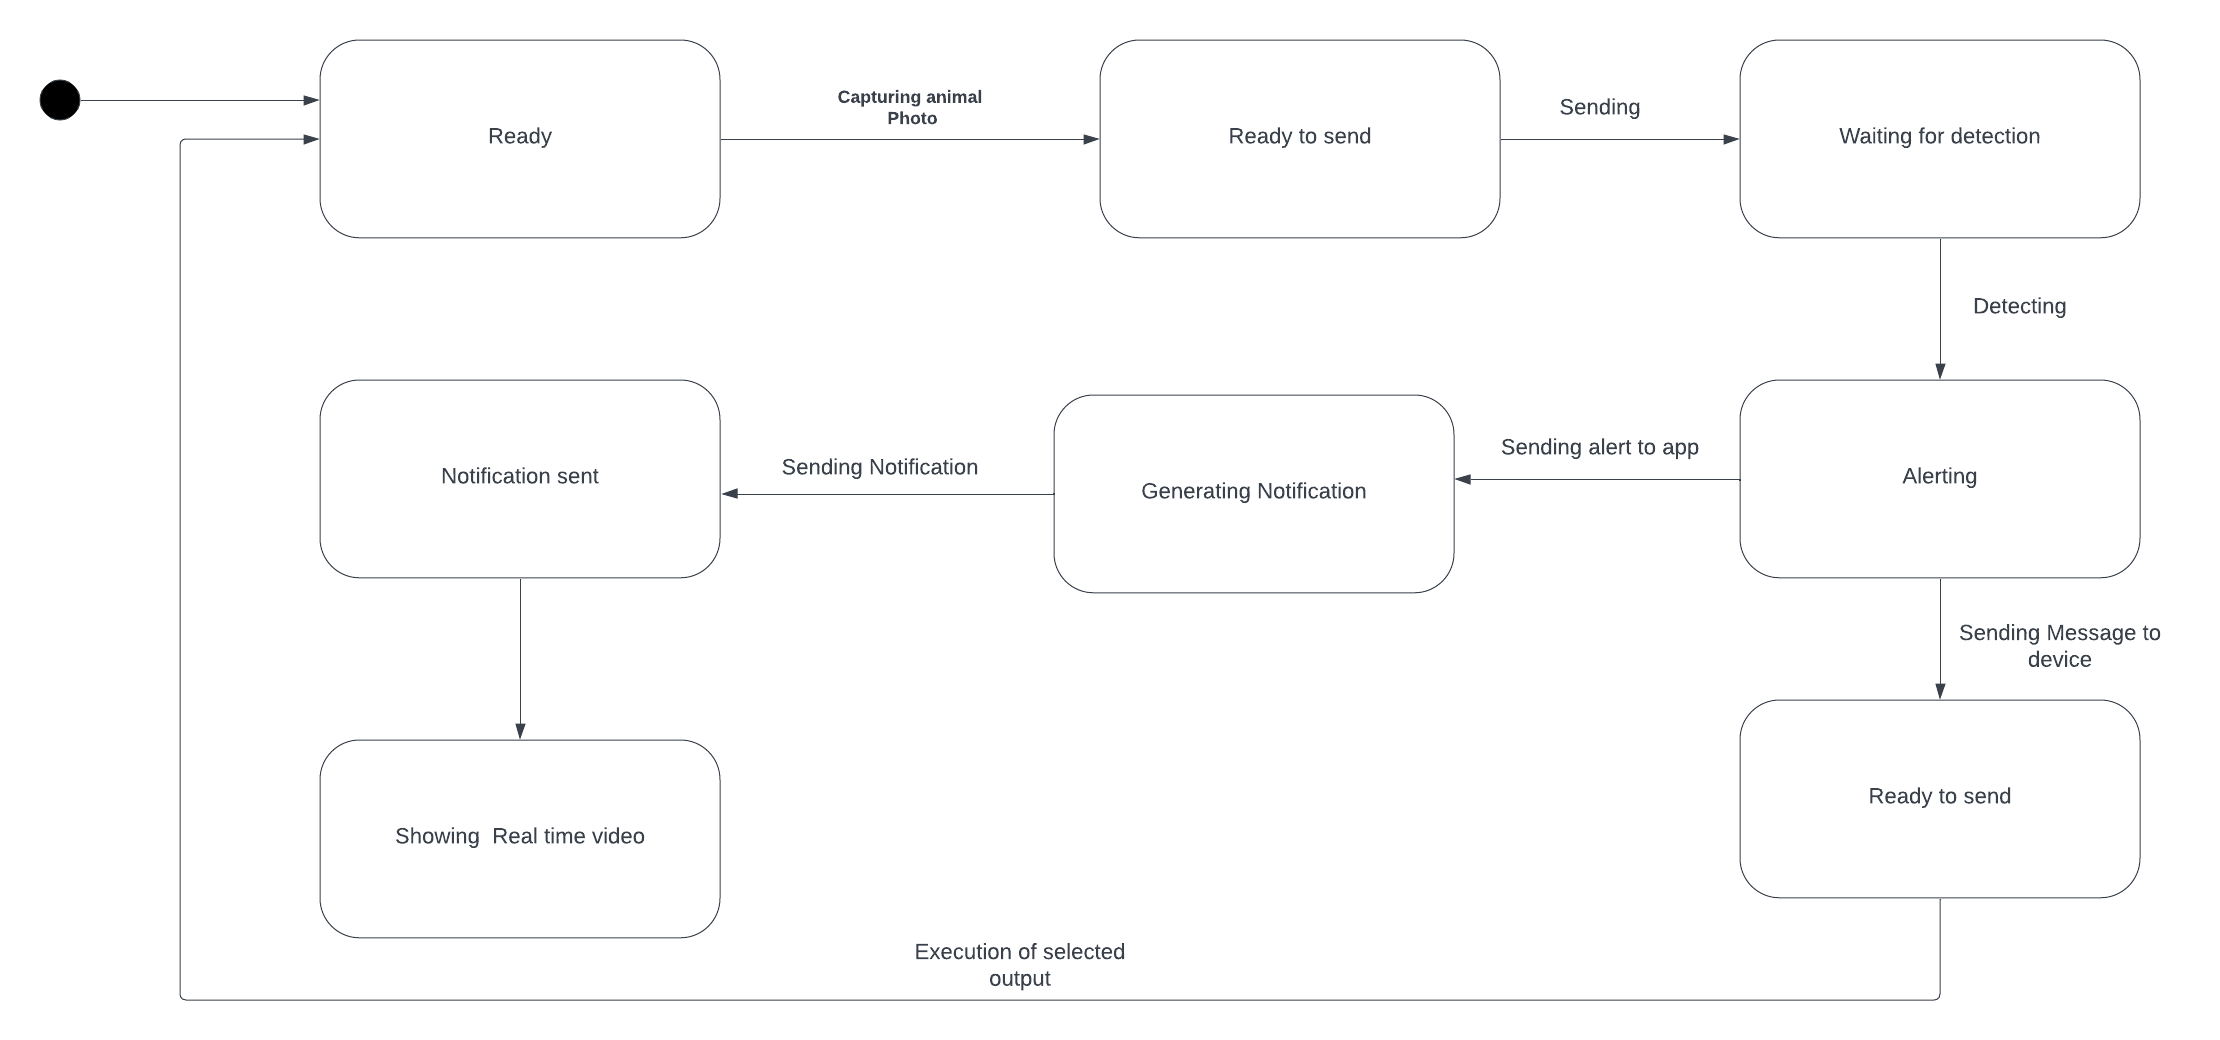 Capturing animal
Photo
Ready
Ready to send
Sending
Waiting for detection
Detecting
Notification sent
Sending Notification
Generating Notification
Sending alert to app
Alerting
Sending Message to
device
Showing  Real time video
Ready to send
Execution of selected
output